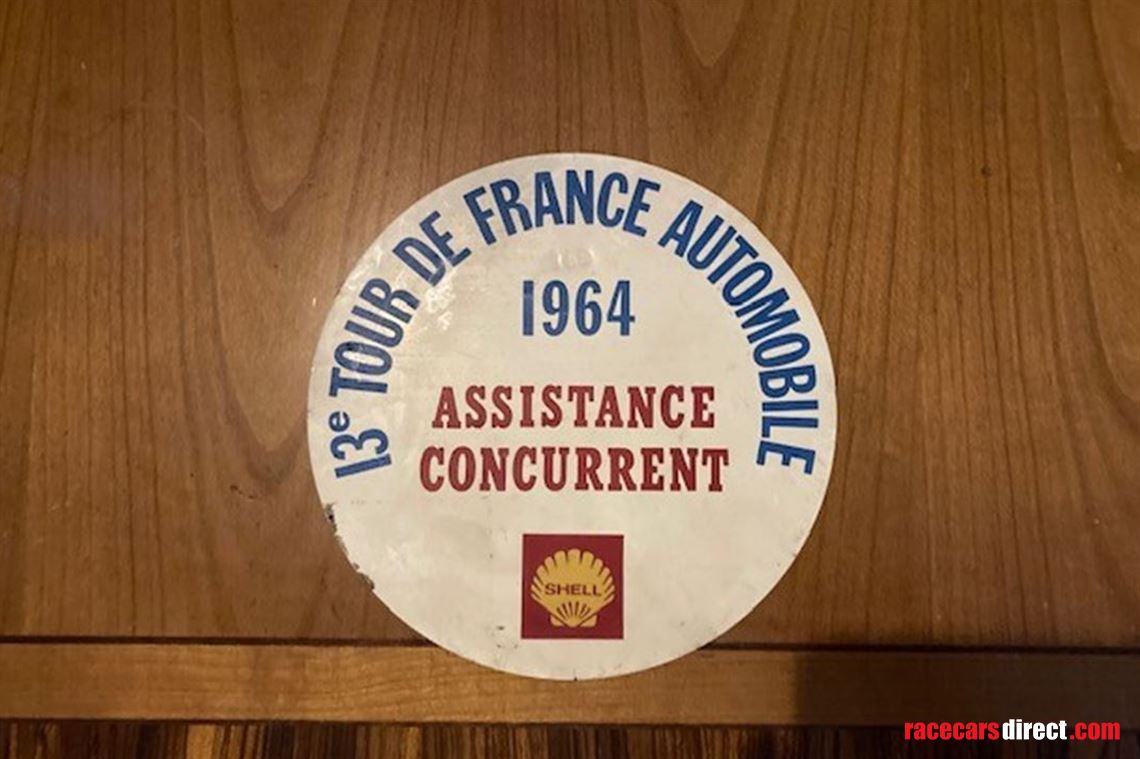 13e TOUR DE FRANCE AUTOMOBILE
1964
ASSISTANCE
CONCURRENT
SHELL
racecarsdirect.com